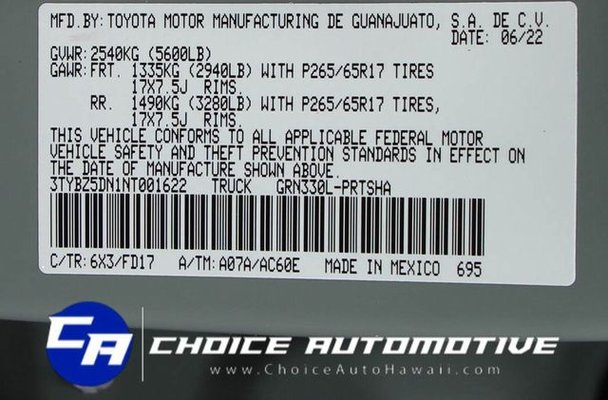 MFD.BY: TOYOTA MOTOR MANUFACTURING DE GUANAJUATO, S.A. DE C.V.
DATE: 06/22
GVWR: 2540KG (5600LB)
GAWR: FRT. 1335KG (2940LB) WITH P265/65R17 TIRES
17X7.5J RIMS.
RR. 1490KG (3280LB) WITH P265/65R17 TIRES,
17X7.5J RIMS.
THIS VEHICLE CONFORMS TO ALL APPLICABLE FEDERAL MOTOR
VEHICLE SAFETY AND THEFT PREVENTION STANDARDS IN EFFECT ON
THE DATE OF MANUFACTURE SHOWN ABOVE.
3TYBZ5DN1NT001622 TRUCK GRN330L-PRTSHA
C/TR: 6X3/FD17 A/TM: A07A/AC60E MADE IN MEXICO 695
CA CHOICE AUTOMOTIVE
www.ChoiceAutoHawaii.com